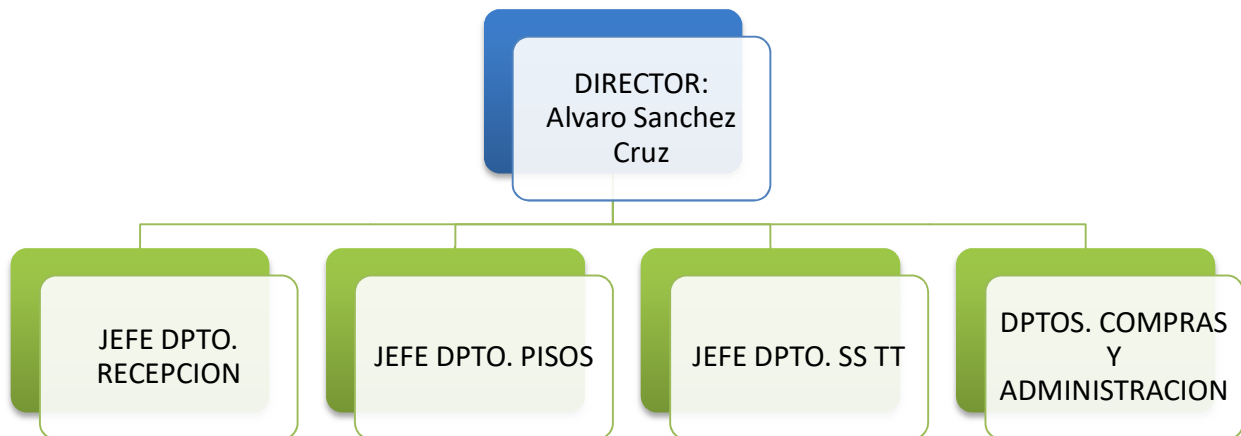 DIRECTOR:
Alvaro Sanchez
Cruz
JEFE DPTO.
RECEPCION
JEFE DPTO. PISOS
JEFE DPTO. SS TT
DPTOS. COMPRAS
Y
ADMINISTRACION